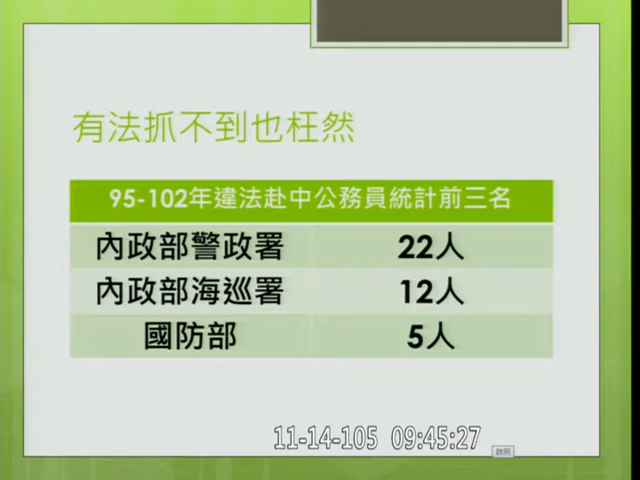 有法抓不到也枉然
95-102年違法赴中公務員統計前三名
內政部警政署 22人
內政部海巡署 12人
國防部 5人
11-14-105 09:45:27
說明